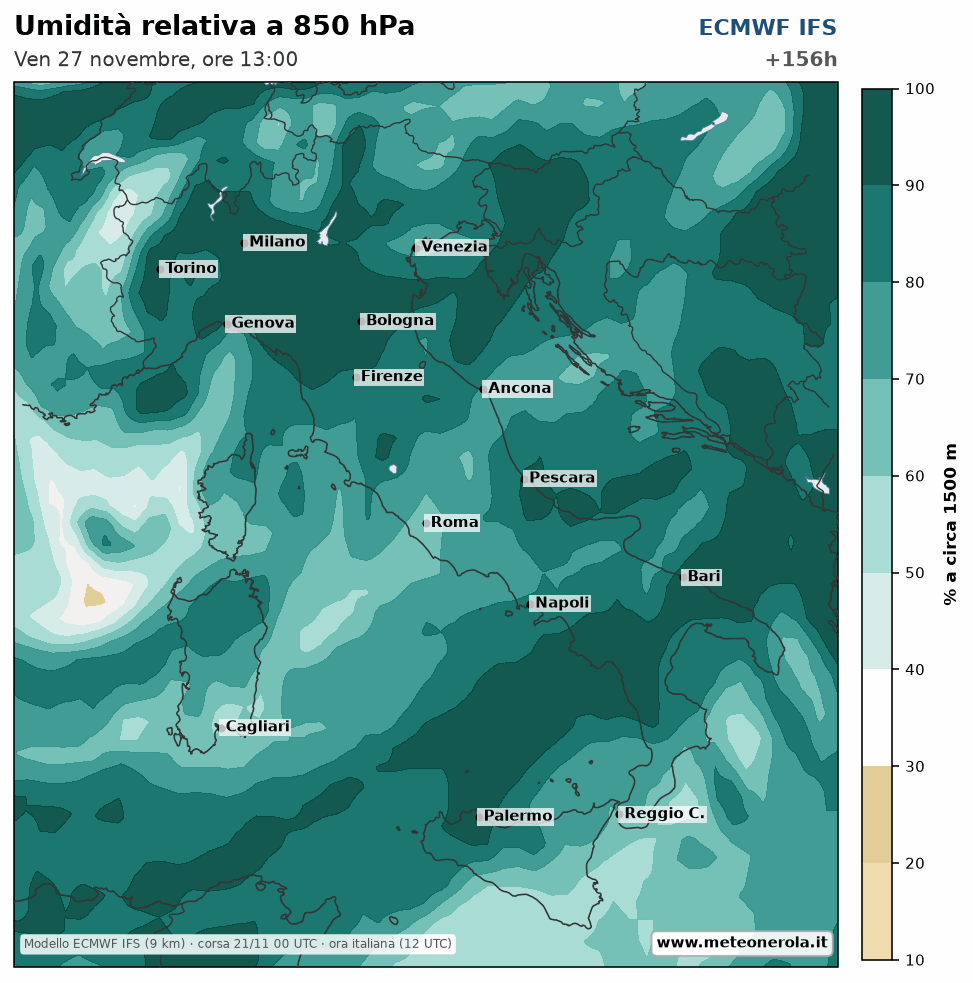 Umidità relativa a 850 hPa
ECMWF IFS
Ven 27 novembre, ore 13:00
+156h
Milano
Venezia
Torino
Genova
Bologna
Firenze
Ancona
Pescara
Roma
Bari
Napoli
Cagliari
Palermo
Reggio C.
100
90
80
70
60
50
40
30
20
10
% a circa 1500 m
Modello ECMWF IFS (9 km) · corsa 21/11 00 UTC · ora italiana (12 UTC)
www.meteonerola.it